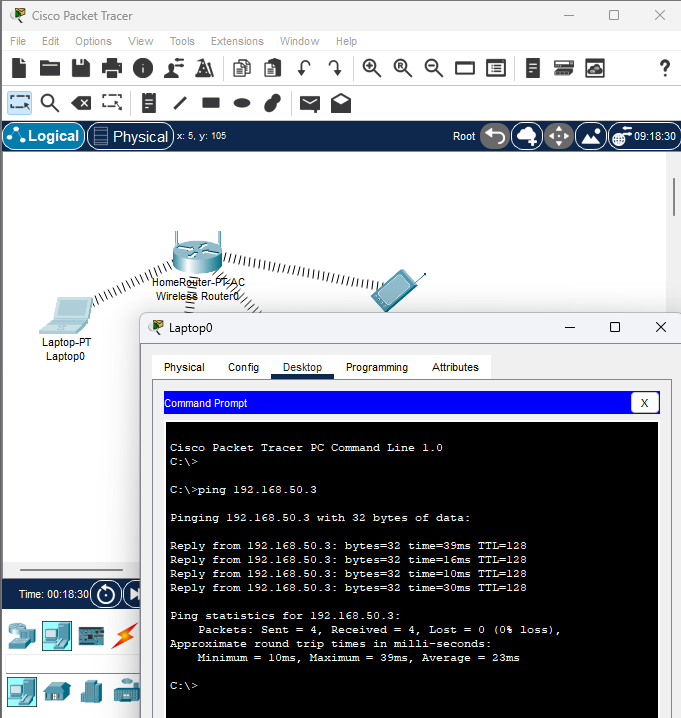 Cisco Packet Tracer
File Edit Options View Tools Extensions Window Help
Logical Physical x: 5, y: 105 Root 09:18:30
HomeRouter-PT-AC
Wireless Router0
Laptop-PT
Laptop0
Laptop0
Physical Config Desktop Programming Attributes
Command Prompt X
Cisco Packet Tracer PC Command Line 1.0
C:\>
C:\>ping 192.168.50.3
Pinging 192.168.50.3 with 32 bytes of data:
Reply from 192.168.50.3: bytes=32 time=39ms TTL=128
Reply from 192.168.50.3: bytes=32 time=16ms TTL=128
Reply from 192.168.50.3: bytes=32 time=10ms TTL=128
Reply from 192.168.50.3: bytes=32 time=30ms TTL=128
Ping statistics for 192.168.50.3:
Packets: Sent = 4, Received = 4, Lost = 0 (0% loss),
Approximate round trip times in milli-seconds:
Minimum = 10ms, Maximum = 39ms, Average = 23ms
C:\>
Time: 00:18:30